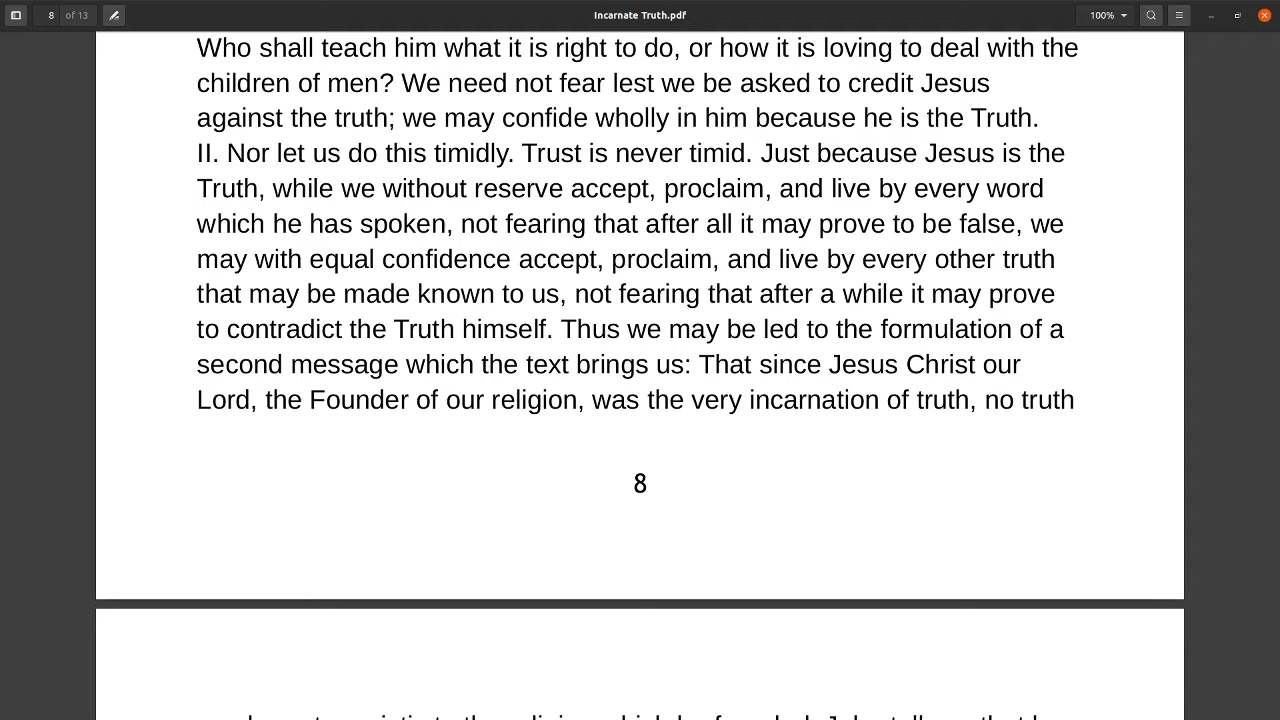 8 of 13
Incarnate Truth.pdf
100%
Who shall teach him what it is right to do, or how it is loving to deal with the
children of men? We need not fear lest we be asked to credit Jesus
against the truth; we may confide wholly in him because he is the Truth.
II. Nor let us do this timidly. Trust is never timid. Just because Jesus is the
Truth, while we without reserve accept, proclaim, and live by every word
which he has spoken, not fearing that after all it may prove to be false, we
may with equal confidence accept, proclaim, and live by every other truth
that may be made known to us, not fearing that after a while it may prove
to contradict the Truth himself. Thus we may be led to the formulation of a
second message which the text brings us: That since Jesus Christ our
Lord, the Founder of our religion, was the very incarnation of truth, no truth
8